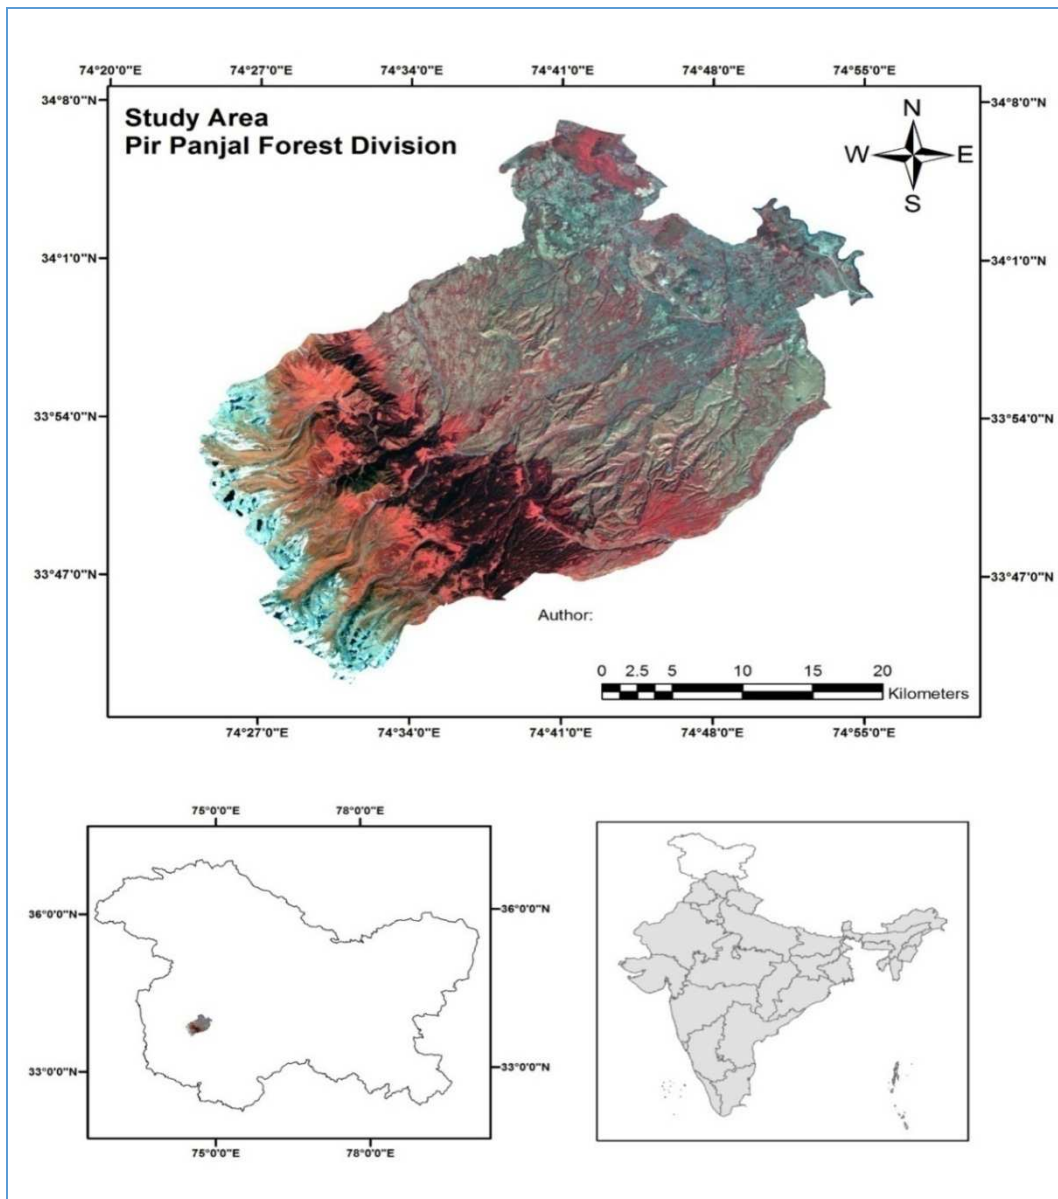 74°20'0"E 74°27'0"E 74°34'0"E 74°41'0"E 74°48'0"E 74°55'0"E
34°8'0"N 34°8'0"N
Study Area
Pir Panjal Forest Division
N
W E
S
34°1'0"N 34°1'0"N
33°54'0"N 33°54'0"N
33°47'0"N 33°47'0"N
Author:
0 2.5 5 10 15 20
Kilometers
74°27'0"E 74°34'0"E 74°41'0"E 74°48'0"E 74°55'0"E
75°0'0"E 78°0'0"E
36°0'0"N 36°0'0"N
33°0'0"N 33°0'0"N
75°0'0"E 78°0'0"E